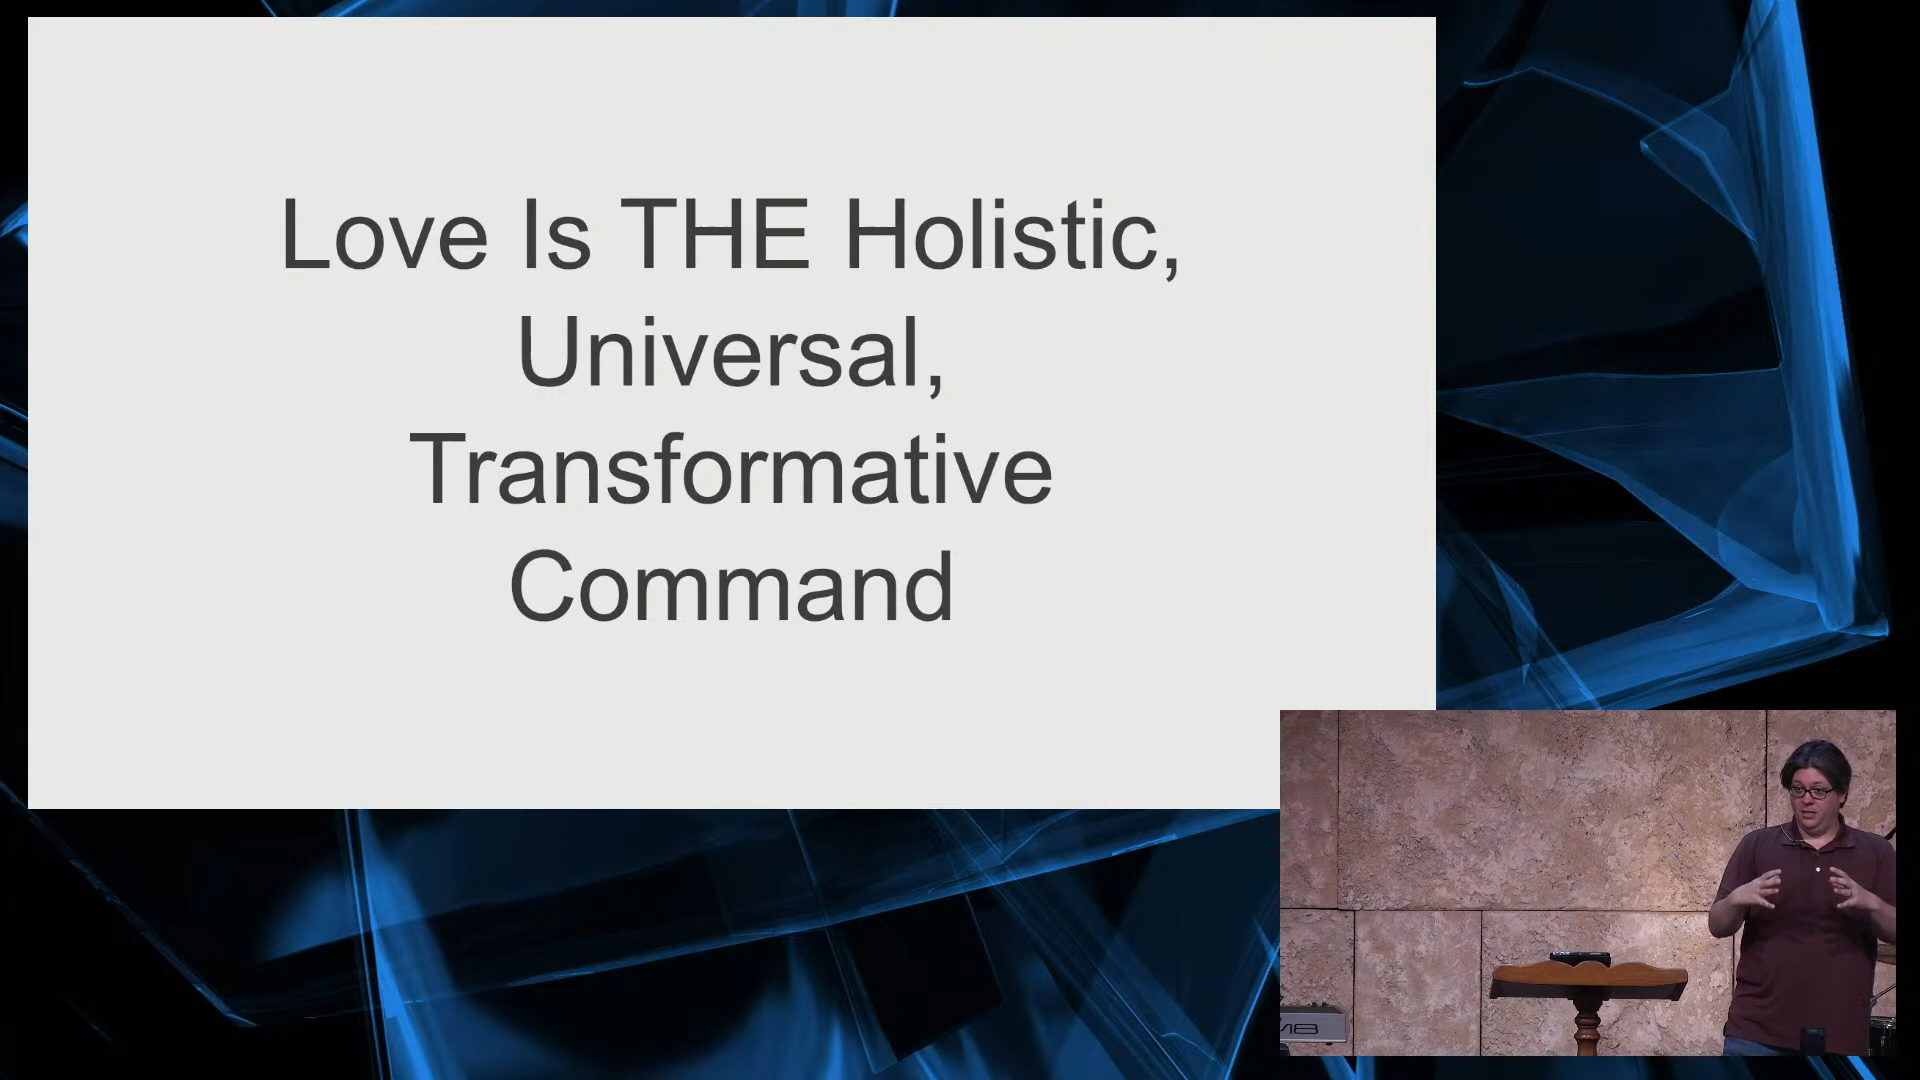 Love Is THE Holistic,
Universal,
Transformative
Command